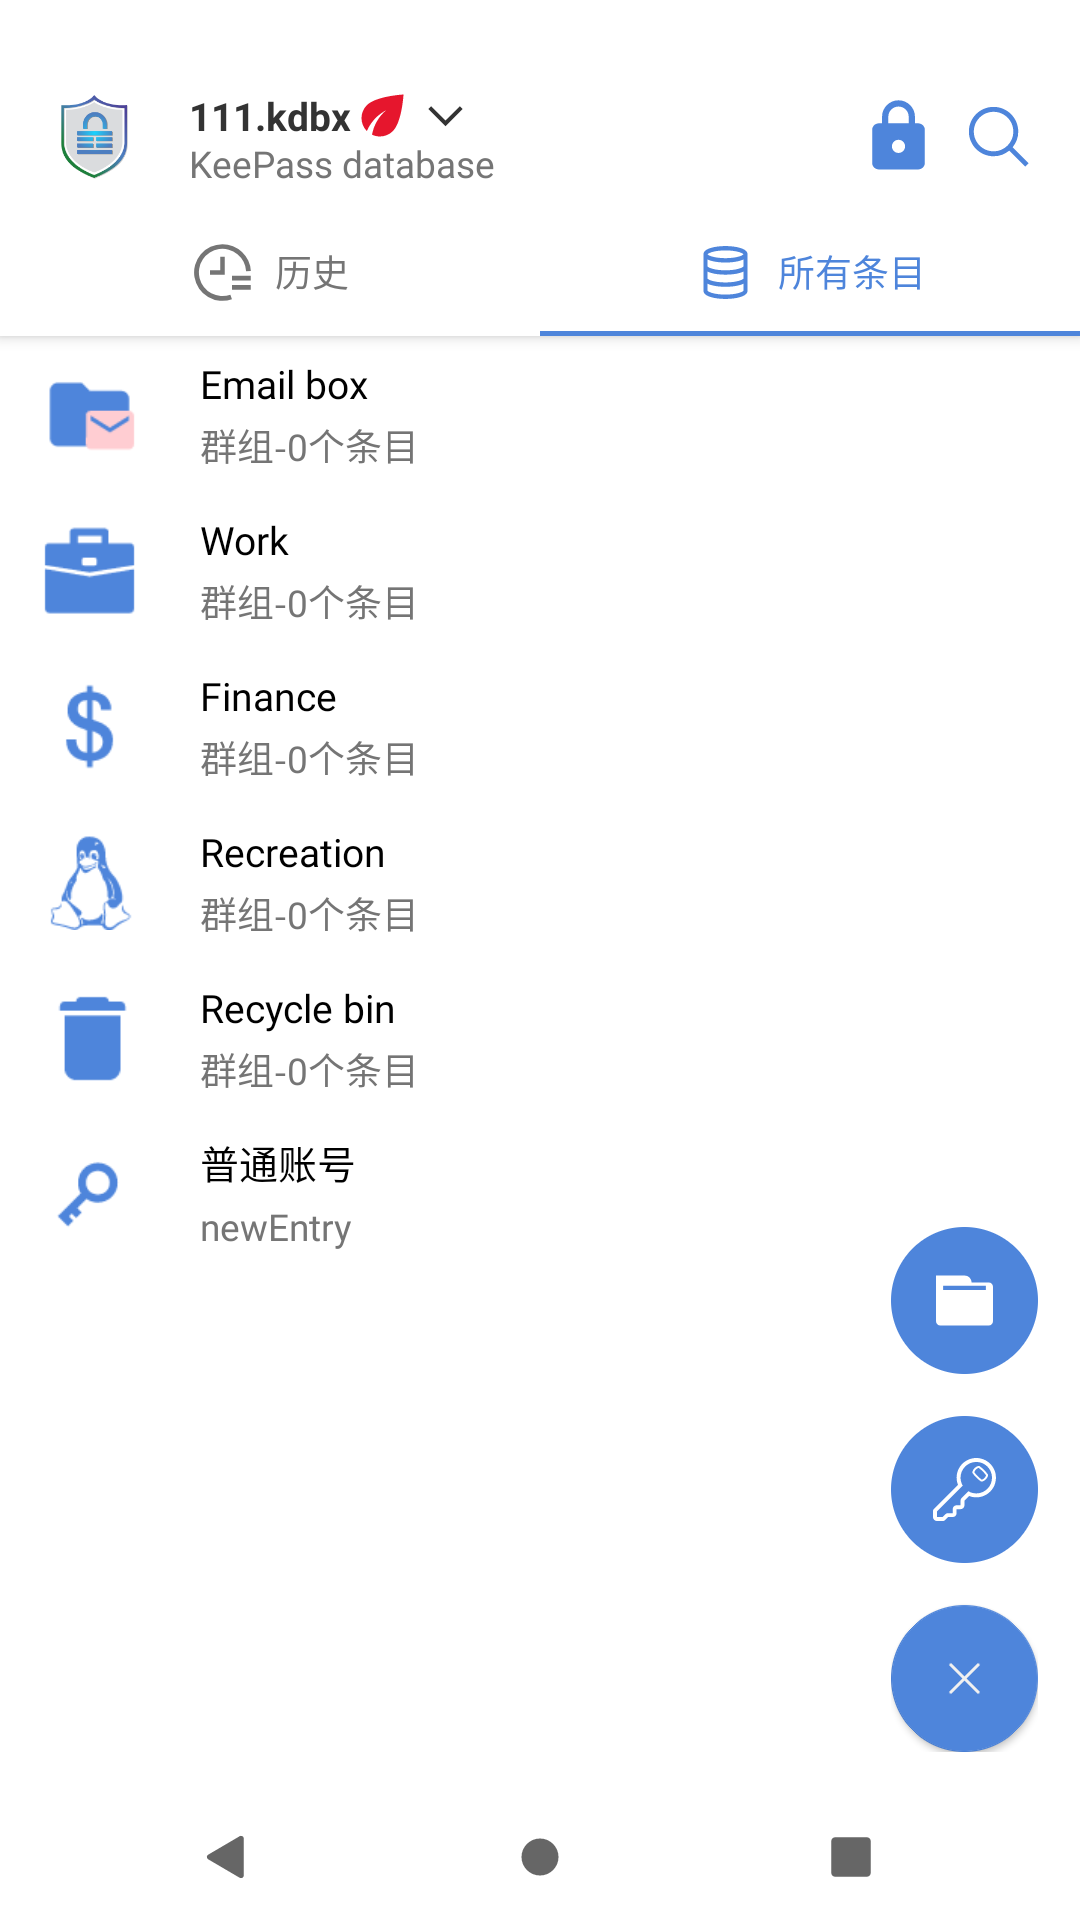 111.kdbx
KeePass database
历史
所有条目
Email box
群组-0个条目
Work
群组-0个条目
Finance
群组-0个条目
Recreation
群组-0个条目
Recycle bin
群组-0个条目
普通账号
newEntry